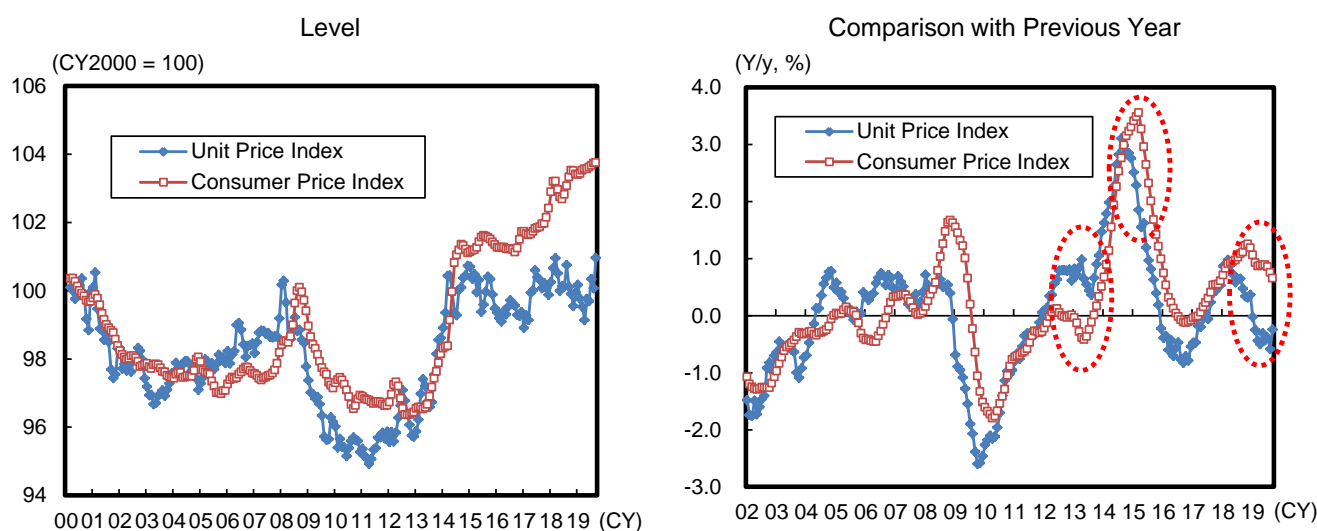 Level
(CY2000 = 100)
106
104
102
100
98
96
94
Unit Price Index
Consumer Price Index
00 01 02 03 04 05 06 07 08 09 10 11 12 13 14 15 16 17 18 19 (CY)
Comparison with Previous Year
(Y/y, %)
4.0
3.0
2.0
1.0
0.0
-1.0
-2.0
-3.0
Unit Price Index
Consumer Price Index
02 03 04 05 06 07 08 09 10 11 12 13 14 15 16 17 18 19 (CY)